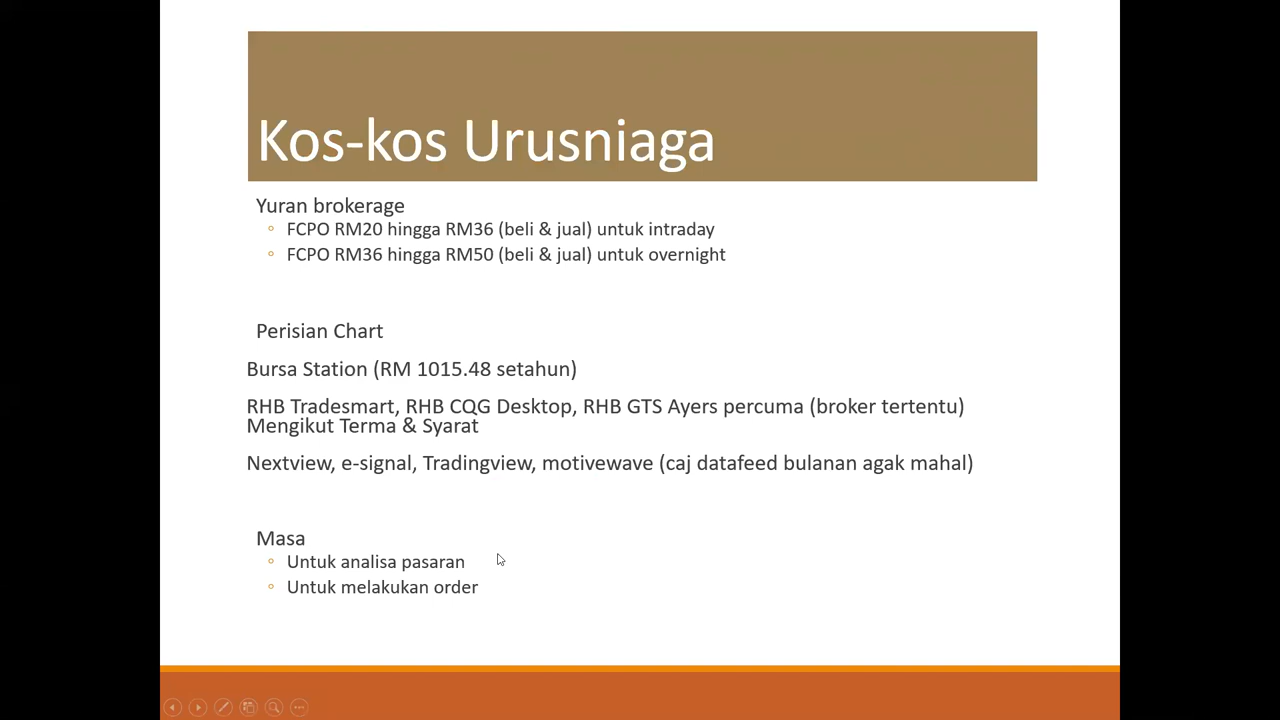 Kos-kos Urusniaga
Yuran brokerage
◦ FCPO RM20 hingga RM36 (beli & jual) untuk intraday
◦ FCPO RM36 hingga RM50 (beli & jual) untuk overnight
Perisian Chart
Bursa Station (RM 1015.48 setahun)
RHB Tradesmart, RHB CQG Desktop, RHB GTS Ayers percuma (broker tertentu)
Mengikut Terma & Syarat
Nextview, e-signal, Tradingview, motivewave (caj datafeed bulanan agak mahal)
Masa
◦ Untuk analisa pasaran
◦ Untuk melakukan order